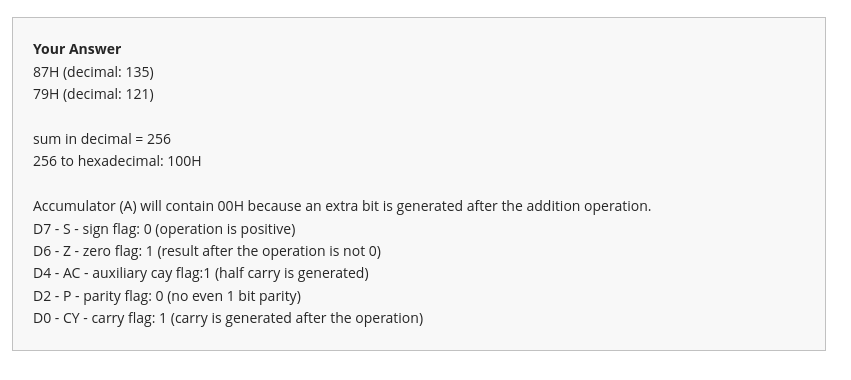 Your Answer
87H (decimal: 135)
79H (decimal: 121)
sum in decimal = 256
256 to hexadecimal: 100H
Accumulator (A) will contain 00H because an extra bit is generated after the addition operation.
D7 - S - sign flag: 0 (operation is positive)
D6 - Z - zero flag: 1 (result after the operation is not 0)
D4 - AC - auxiliary cay flag:1 (half carry is generated)
D2 - P - parity flag: 0 (no even 1 bit parity)
D0 - CY - carry flag: 1 (carry is generated after the operation)